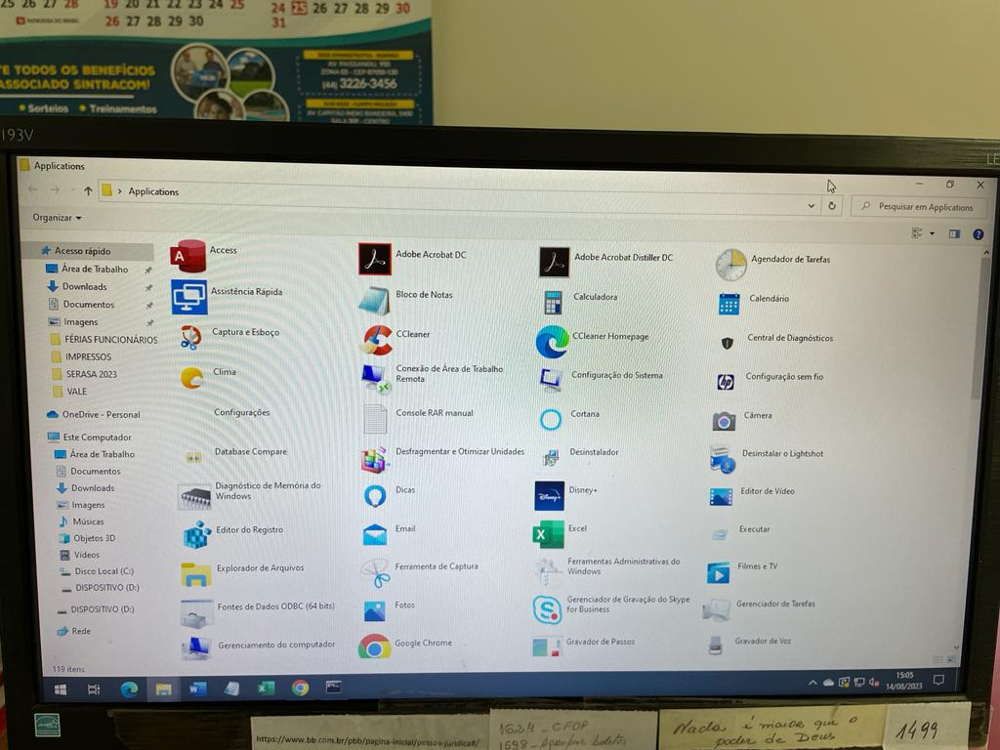 25 26 27 28 19 20 21 22 23 24 25 24 25 26 27 28 29 30
26 27 28 29 30 31
E TODOS OS BENEFÍCIOS
ASSOCIADO SINTRACOM!
Sorteios Treinamentos
(44) 3226-3456
193V
Applications
Applications
Pesquisar em Applications
Organizar
Acesso rápido
Área de Trabalho
Downloads
Documentos
Imagens
FÉRIAS FUNCIONÁRIOS
IMPRESSOS
SERASA 2023
VALE
OneDrive - Personal
Este Computador
Área de Trabalho
Documentos
Downloads
Imagens
Músicas
Objetos 3D
Vídeos
Disco Local (C:)
DISPOSITIVO (D:)
DISPOSITIVO (D:)
Rede
119 itens
Access
Adobe Acrobat DC
Adobe Acrobat Distiller DC
Agendador de Tarefas
Assistência Rápida
Bloco de Notas
Calculadora
Calendário
Captura e Esboço
CCleaner
CCleaner Homepage
Central de Diagnósticos
Clima
Conexão de Área de Trabalho
Remota
Configuração do Sistema
Configuração sem fio
Configurações
Console RAR manual
Cortana
Câmera
Database Compare
Desfragmentar e Otimizar Unidades
Desinstalador
Desinstalar o Lightshot
Diagnóstico de Memória do
Windows
Dicas
Disney+
Editor de Vídeo
Editor do Registro
Email
Excel
Executar
Explorador de Arquivos
Ferramenta de Captura
Ferramentas Administrativas do
Windows
Filmes e TV
Fontes de Dados ODBC (64 bits)
Fotos
Gerenciador de Gravação do Skype
for Business
Gerenciador de Tarefas
Gerenciamento do computador
Google Chrome
Gravador de Passos
Gravador de Voz
15:05
14/08/2023
https://www.bb.com.br/pbb/pagina-inicial/pessoa-juridica#/
1624 - CFOP
1598 -
Nada é maior que o
poder de Deus
1499